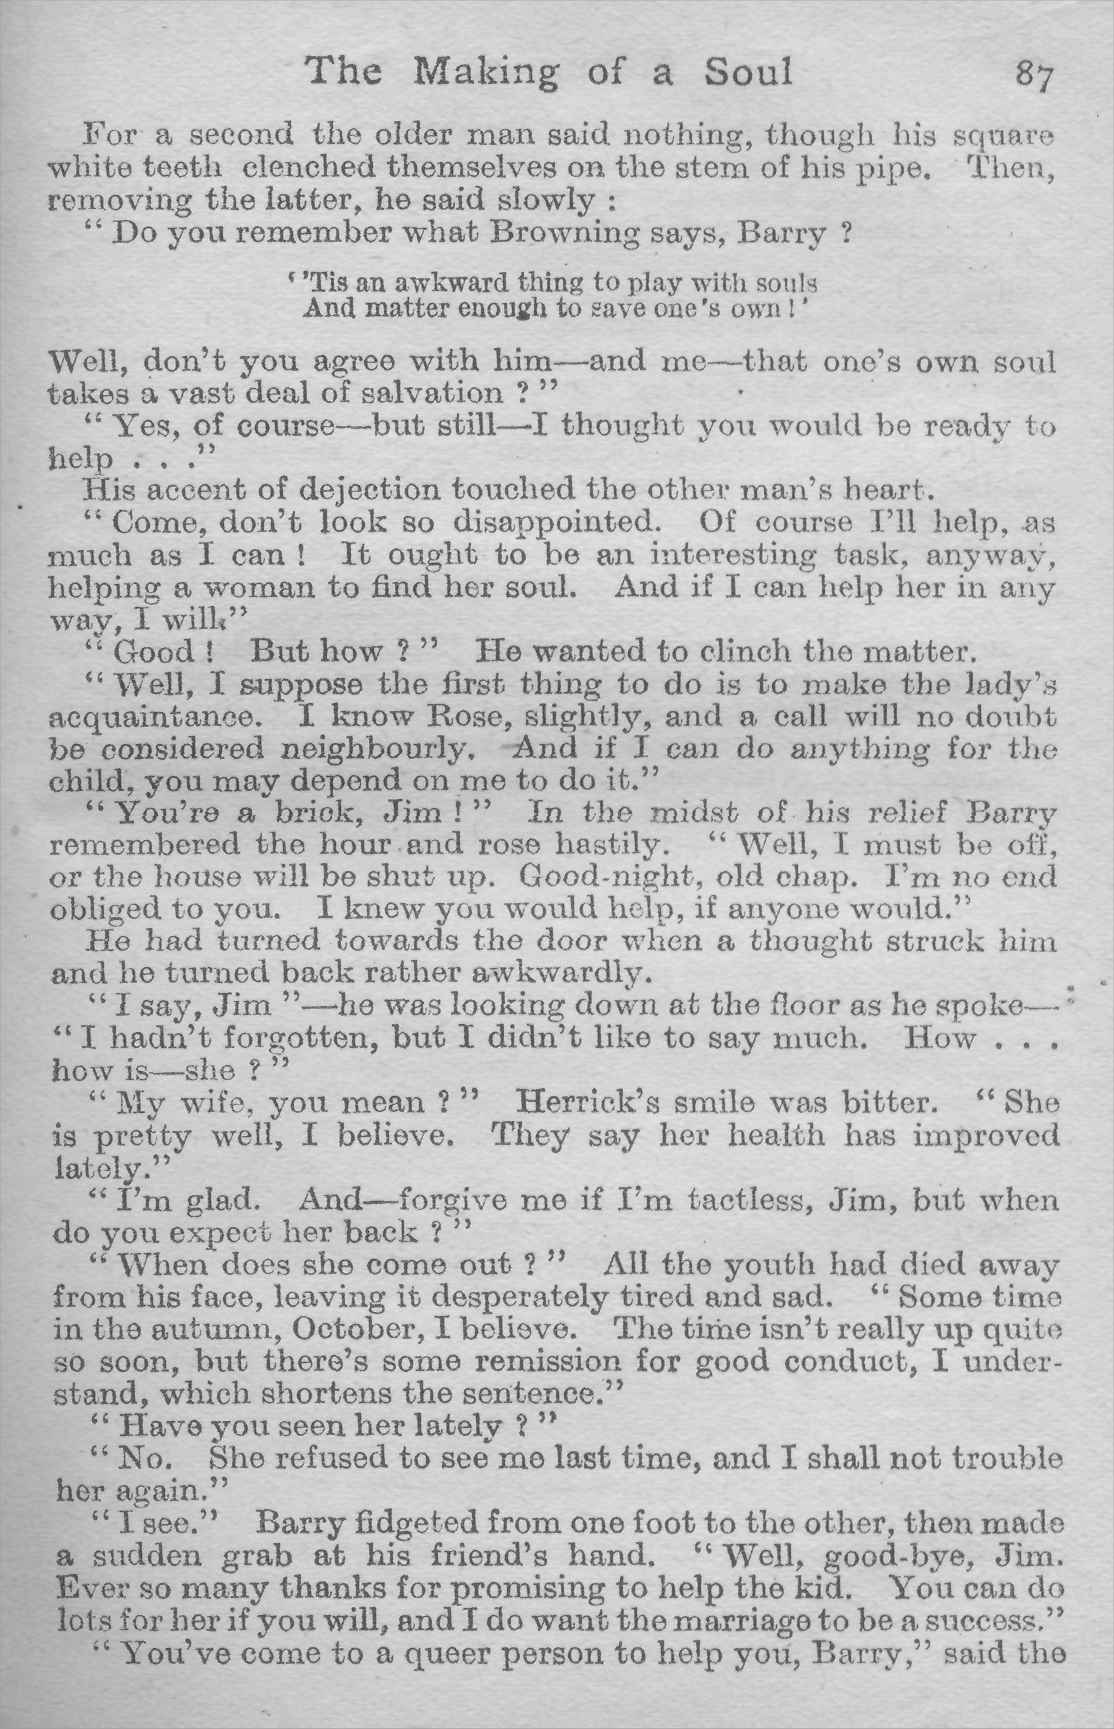 The Making of a Soul 87
For a second the older man said nothing, though his square
white teeth clenched themselves on the stem of his pipe. Then,
removing the latter, he said slowly :
“ Do you remember what Browning says, Barry ?
‘ ’Tis an awkward thing to play with souls
And matter enough to save one’s own ! ’
Well, don’t you agree with him—and me—that one’s own soul
takes a vast deal of salvation ? ”
“ Yes, of course—but still—I thought you would be ready to
help . . .”
His accent of dejection touched the other man’s heart.
“ Come, don’t look so disappointed. Of course I’ll help, as
much as I can ! It ought to be an interesting task, anyway,
helping a woman to find her soul. And if I can help her in any
way, I will.”
“ Good ! But how ? ” He wanted to clinch the matter.
“ Well, I suppose the first thing to do is to make the lady’s
acquaintance. I know Rose, slightly, and a call will no doubt
be considered neighbourly. And if I can do anything for the
child, you may depend on me to do it.”
“ You’re a brick, Jim ! ” In the midst of his relief Barry
remembered the hour and rose hastily. “ Well, I must be off,
or the house will be shut up. Good-night, old chap. I’m no end
obliged to you. I knew you would help, if anyone would.”
He had turned towards the door when a thought struck him
and he turned back rather awkwardly.
“ I say, Jim ”—he was looking down at the floor as he spoke—
“ I hadn’t forgotten, but I didn’t like to say much. How . . .
how is—she ? ”
“ My wife, you mean ? ” Herrick’s smile was bitter. “ She
is pretty well, I believe. They say her health has improved
lately.”
“ I’m glad. And—forgive me if I’m tactless, Jim, but when
do you expect her back ? ”
“ When does she come out ? ” All the youth had died away
from his face, leaving it desperately tired and sad. “ Some time
in the autumn, October, I believe. The time isn’t really up quite
so soon, but there’s some remission for good conduct, I under-
stand, which shortens the sentence.”
“ Have you seen her lately ? ”
“ No. She refused to see me last time, and I shall not trouble
her again.”
“ I see.” Barry fidgeted from one foot to the other, then made
a sudden grab at his friend’s hand. “ Well, good-bye, Jim.
Ever so many thanks for promising to help the kid. You can do
lots for her if you will, and I do want the marriage to be a success.”
“ You’ve come to a queer person to help you, Barry,” said the